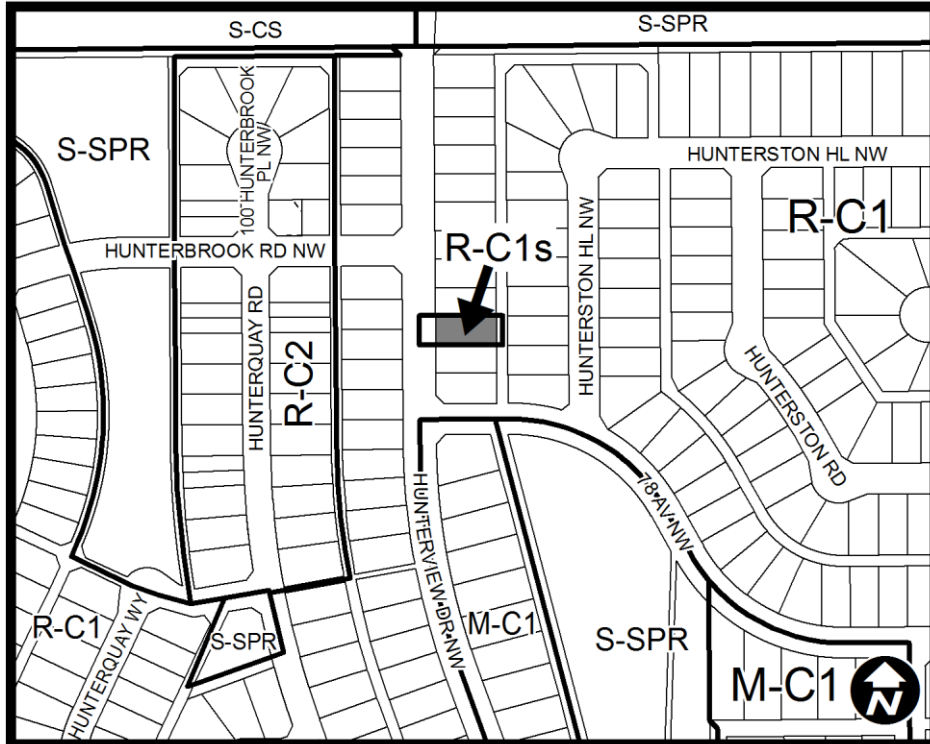 S-CS
S-SPR
S-SPR
100 HUNTERBROOK
PL NW
HUNTERSTON HL NW
R-C1
HUNTERBROOK RD NW
R-C1s
HUNTERSTON HL NW
HUNTERQUAY RD
R-C2
HUNTERSTON RD
78 AV NW
HUNTERVIEW DR NW
R-C1
HUNTERQUAY WY
S-SPR
M-C1
S-SPR
M-C1
N